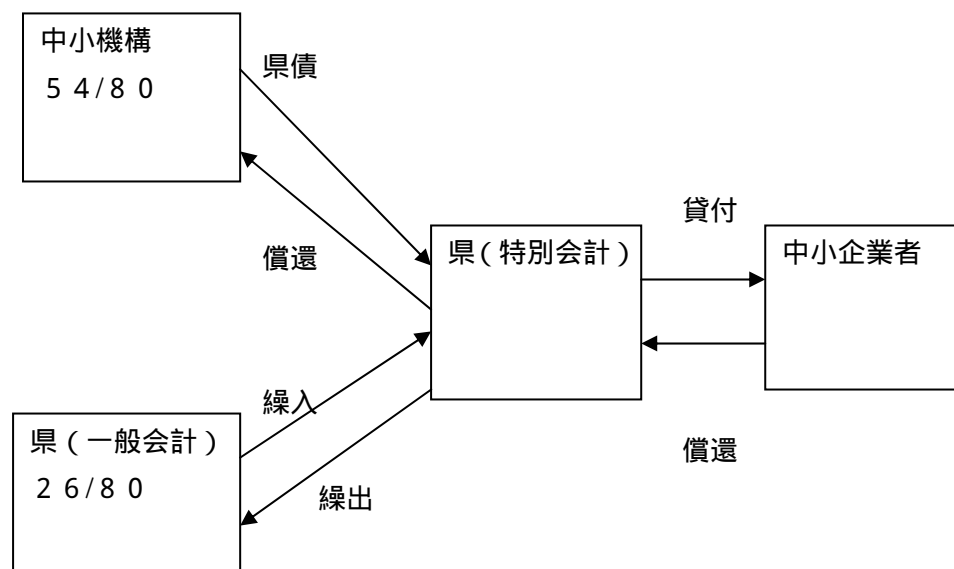 中小機構
５４/８０
県債
償還
県（特別会計）
貸付
中小企業者
償還
繰入
県（一般会計）
２６/８０
繰出